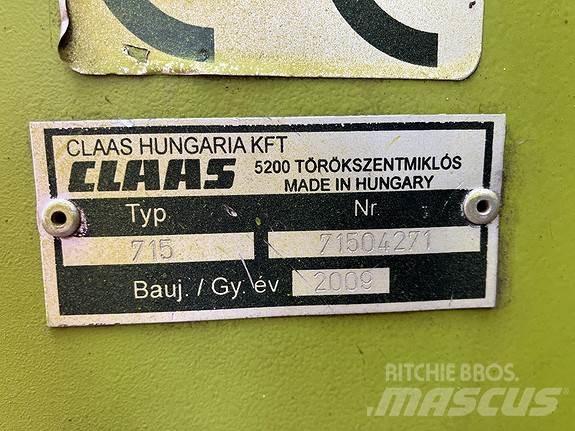 CLAAS HUNGARIA KFT
CLAAS 5200 TÖRÖKSZENTMIKLÓS
MADE IN HUNGARY
Typ Nr.
715 71504271
Bauj. / Gy. év 2009
RITCHIE BROS.
MASCUS